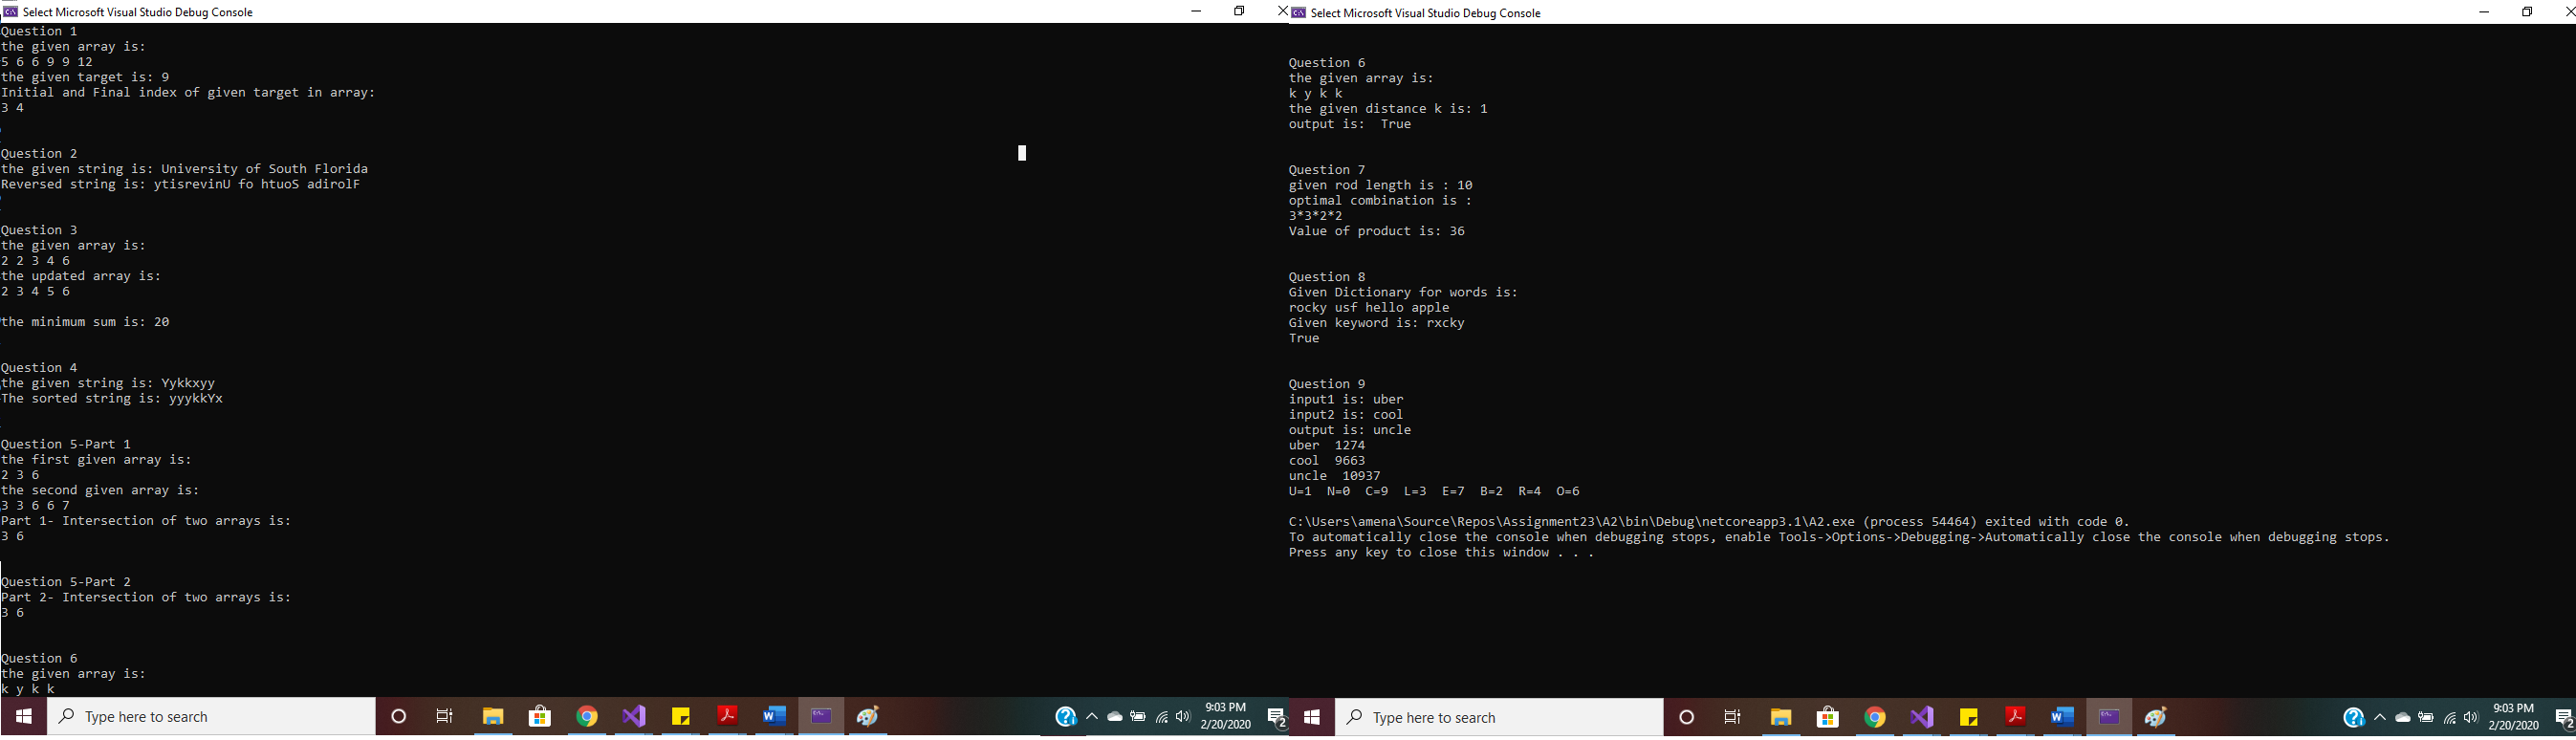 Select Microsoft Visual Studio Debug Console
Question 1
the given array is:
5 6 6 9 9 12
the given target is: 9
Initial and Final index of given target in array:
3 4
Question 2
the given string is: University of South Florida
Reversed string is: ytisrevinU fo htuoS adirolF
Question 3
the given array is:
2 2 3 4 6
the updated array is:
2 3 4 5 6
the minimum sum is: 20
Question 4
the given string is: Yykkxyy
The sorted string is: yyykkYx
Question 5-Part 1
the first given array is:
2 3 6
the second given array is:
3 3 6 6 7
Part 1- Intersection of two arrays is:
3 6
Question 5-Part 2
Part 2- Intersection of two arrays is:
3 6
Question 6
the given array is:
k y k k
Type here to search
9:03 PM
2/20/2020
2
Select Microsoft Visual Studio Debug Console
Question 6
the given array is:
k y k k
the given distance k is: 1
output is:  True
Question 7
given rod length is : 10
optimal combination is :
3*3*2*2
Value of product is: 36
Question 8
Given Dictionary for words is:
rocky usf hello apple
Given keyword is: rxcky
True
Question 9
input1 is: uber
input2 is: cool
output is: uncle
uber  1274
cool  9663
uncle  10937
U=1  N=0  C=9  L=3  E=7  B=2  R=4  O=6
C:\Users\amena\Source\Repos\Assignment23\A2\bin\Debug\netcoreapp3.1\A2.exe (process 54464) exited with code 0.
To automatically close the console when debugging stops, enable Tools->Options->Debugging->Automatically close the console when debugging stops.
Press any key to close this window . . .
Type here to search
9:03 PM
2/20/2020
2